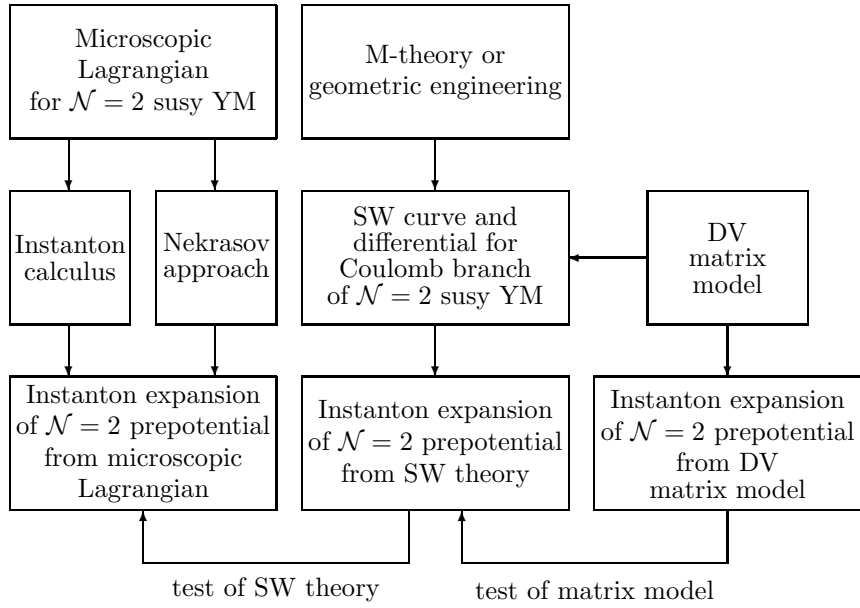 Microscopic
Lagrangian
for 𝒩 = 2 susy YM
M-theory or
geometric engineering
Instanton
calculus
Nekrasov
approach
SW curve and
differential for
Coulomb branch
of 𝒩 = 2 susy YM
DV
matrix
model
Instanton expansion
of 𝒩 = 2 prepotential
from microscopic
Lagrangian
Instanton expansion
of 𝒩 = 2 prepotential
from SW theory
Instanton expansion
of 𝒩 = 2 prepotential
from DV
matrix model
test of SW theory
test of matrix model